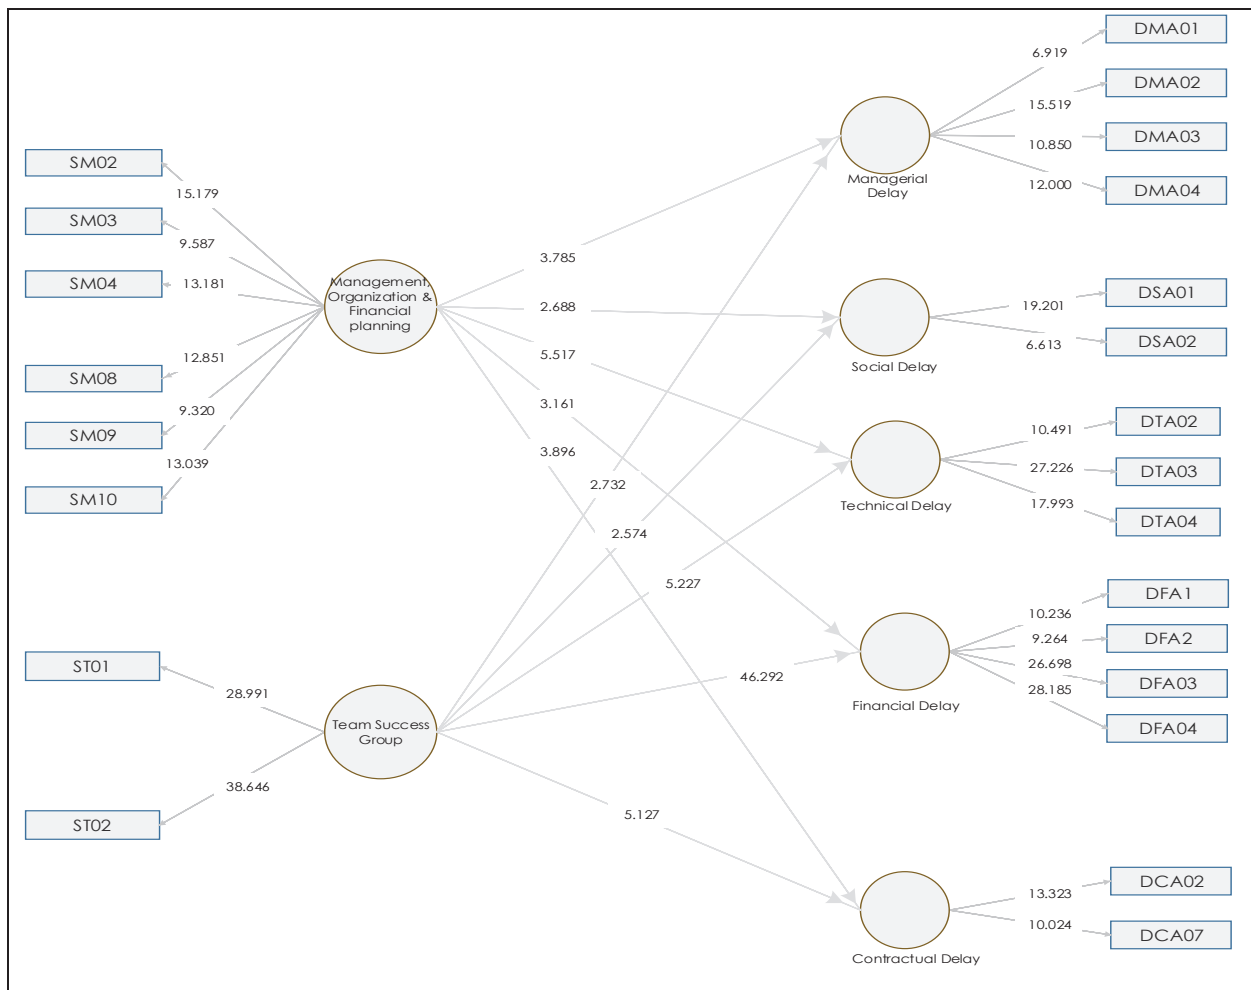 SM02
SM03
SM04
SM08
SM09
SM10
15.179
9.587
13.181
12.851
9.320
13.039
Management,
Organization &
Financial
planning
ST01
ST02
28.991
38.646
Team Success
Group
3.785
2.688
5.517
3.161
3.896
2.732
2.574
5.227
46.292
5.127
Managerial
Delay
6.919
15.519
10.850
12.000
DMA01
DMA02
DMA03
DMA04
Social Delay
19.201
6.613
DSA01
DSA02
Technical Delay
10.491
27.226
17.993
DTA02
DTA03
DTA04
Financial Delay
10.236
9.264
26.698
28.185
DFA1
DFA2
DFA03
DFA04
Contractual Delay
13.323
10.024
DCA02
DCA07